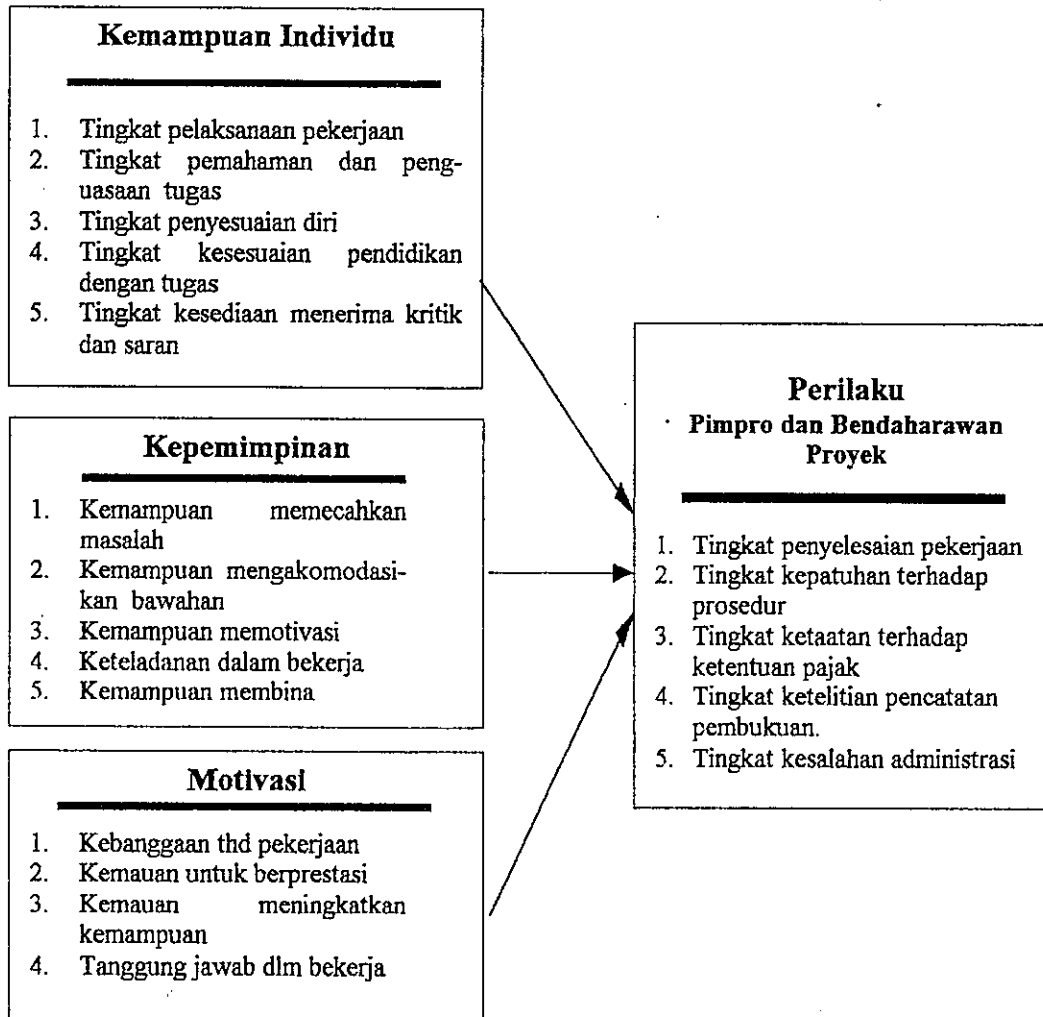 Kemampuan Individu
1. Tingkat pelaksanaan pekerjaan
2. Tingkat pemahaman dan peng-
uasaan tugas
3. Tingkat penyesuaian diri
4. Tingkat kesesuaian pendidikan
dengan tugas
5. Tingkat kesediaan menerima kritik
dan saran
Kepemimpinan
1. Kemampuan memecahkan
masalah
2. Kemampuan mengakomodasi-
kan bawahan
3. Kemampuan memotivasi
4. Keteladanan dalam bekerja
5. Kemampuan membina
Motivasi
1. Kebanggaan thd pekerjaan
2. Kemauan untuk berprestasi
3. Kemauan meningkatkan
kemampuan
4. Tanggung jawab dlm bekerja
Perilaku
Pimpro dan Bendaharawan
Proyek
1. Tingkat penyelesaian pekerjaan
2. Tingkat kepatuhan terhadap
prosedur
3. Tingkat ketaatan terhadap
ketentuan pajak
4. Tingkat ketelitian pencatatan
pembukuan.
5. Tingkat kesalahan administrasi